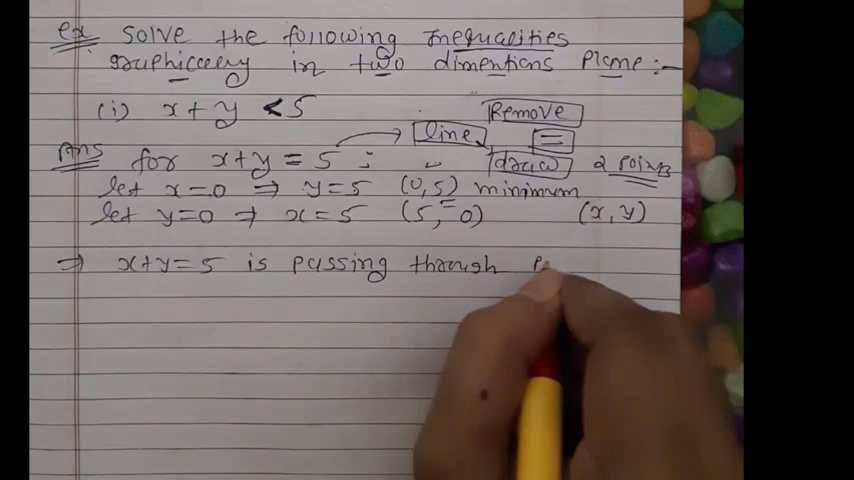 ex solve the following Inequalities
graphically in two dimentions plane :-
(i) x + y < 5
Remove
line
=
Ans for x+y = 5 ;
draw 2 points
let x=0 ⇒ y=5 (0,5) minimum
let y=0 ⇒ x=5 (5,0) (x,y)
⇒ x+y=5 is passing through